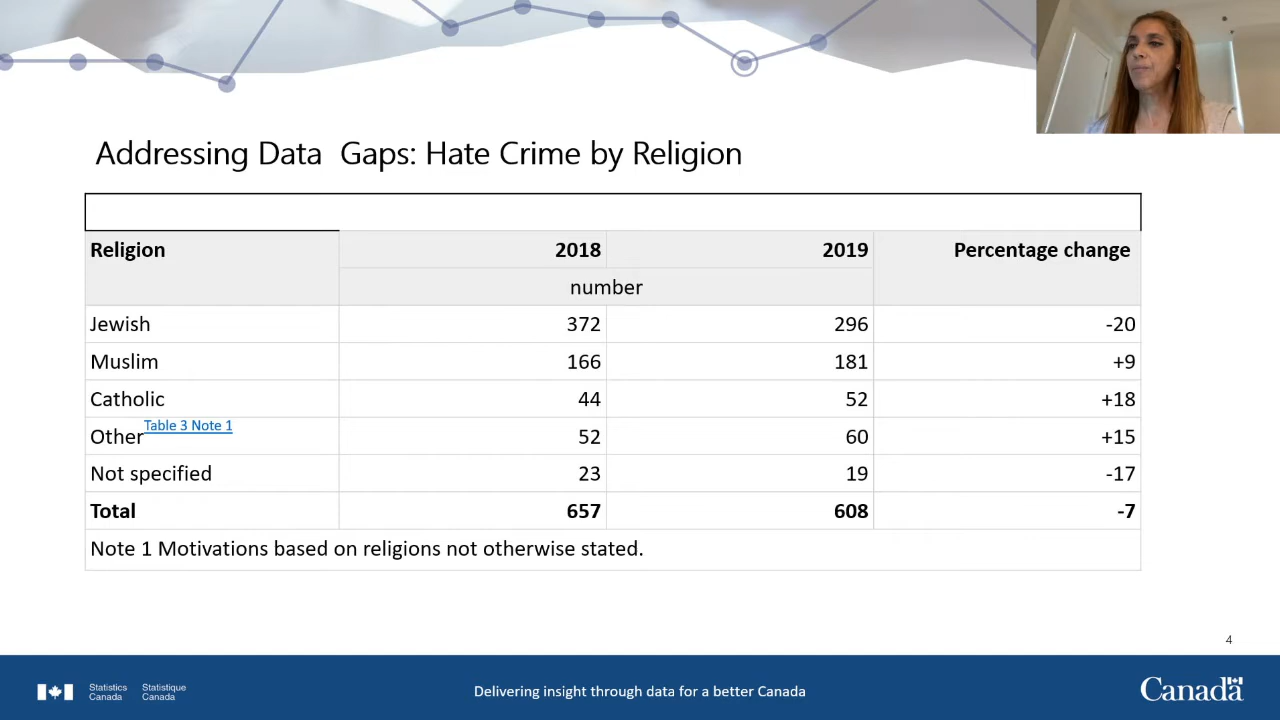 Addressing Data Gaps: Hate Crime by Religion
Religion 2018 2019 Percentage change
number
Jewish 372 296 -20
Muslim 166 181 +9
Catholic 44 52 +18
Other Table 3 Note 1 52 60 +15
Not specified 23 19 -17
Total 657 608 -7
Note 1 Motivations based on religions not otherwise stated.
4
Statistics Statistique
Canada Canada
Delivering insight through data for a better Canada
Canada